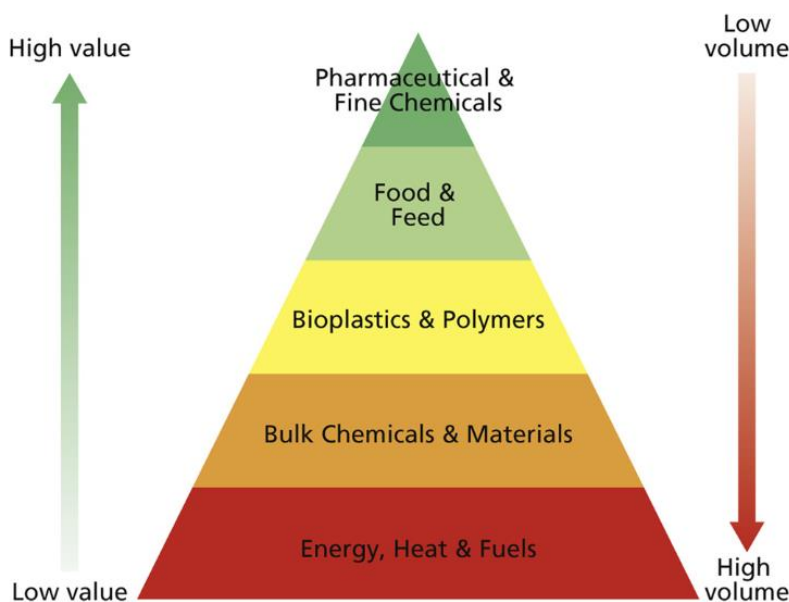 High value
Low
volume
Pharmaceutical &
Fine Chemicals
Food &
Feed
Bioplastics & Polymers
Bulk Chemicals & Materials
Energy, Heat & Fuels
Low value
High
volume